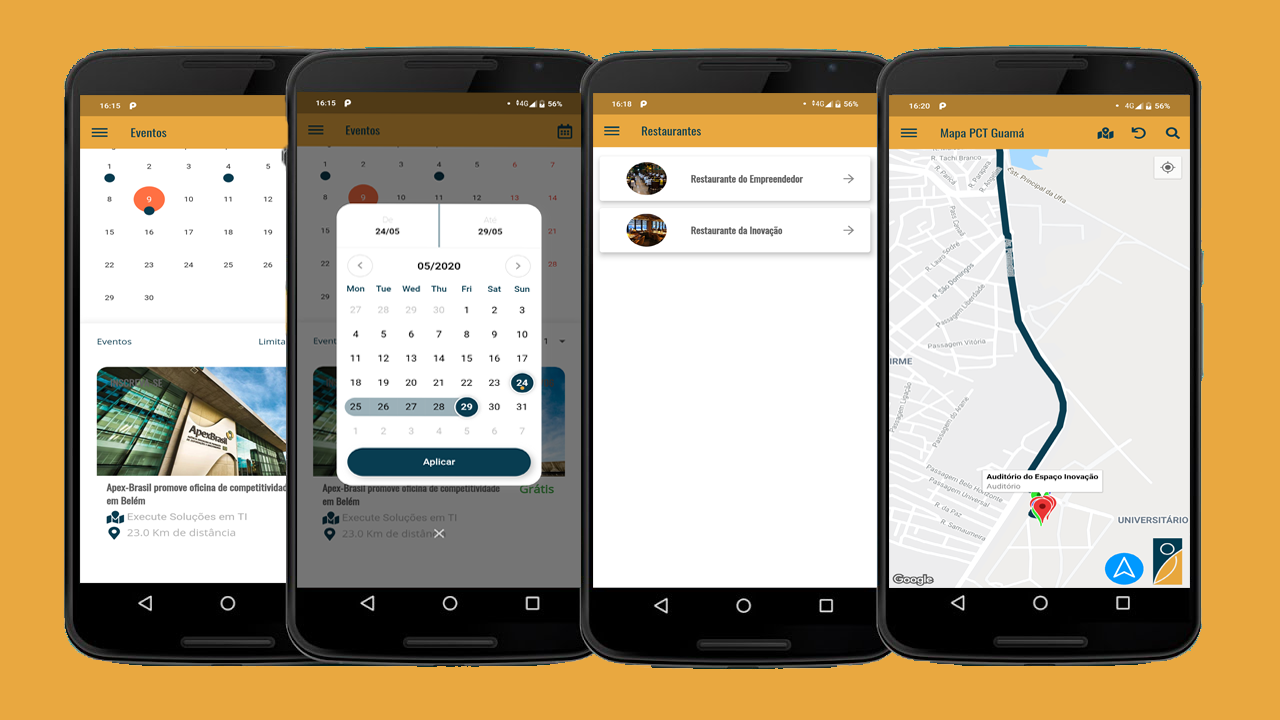 16:15
Eventos
1 2 3 4 5
8 9 10 11 12
15 16 17 18 19
22 23 24 25 26
29 30
Eventos Limita
INSCREVA-SE
ApexBrasil
Apex-Brasil promove oficina de competitividad
em Belém
Execute Soluções em TI
23.0 Km de distância
16:15 4G 56%
Eventos
1 2 3 4 5 6 7
8 9 11 12 13 14
15 21
22 28
29
De Até
24/05 29/05
05/2020
Mon Tue Wed Thu Fri Sat Sun
27 28 29 30 1 2 3
4 5 6 7 8 9 10
11 12 13 14 15 16 17
18 19 20 21 22 23 24
25 26 27 28 29 30 31
1 2 3 4 5 6 7
Aplicar
Event 1
Apex-Brasil promove oficina de competitividade
em Belém
Grátis
Execute Soluções em TI
23.0 Km de distância
16:18 4G 56%
Restaurantes
Restaurante do Empreendedor
Restaurante da Inovação
16:20 4G 56%
Mapa PCT Guamá
R. Tachi Branco
R. Paricá
Estr. Principal da Ufra
Pass Canaã
R. Lauro Sodré
R. São Domingos
Passagem Liberdade
Passagem Vitória
IRME
Passagem Ligação
Passagem do Arame
Passagem Belo Horizonte
Passagem Universal
R. da Paz
R. Samaumeira
Auditório do Espaço Inovação
Auditório
UNIVERSITÁRIO
Google